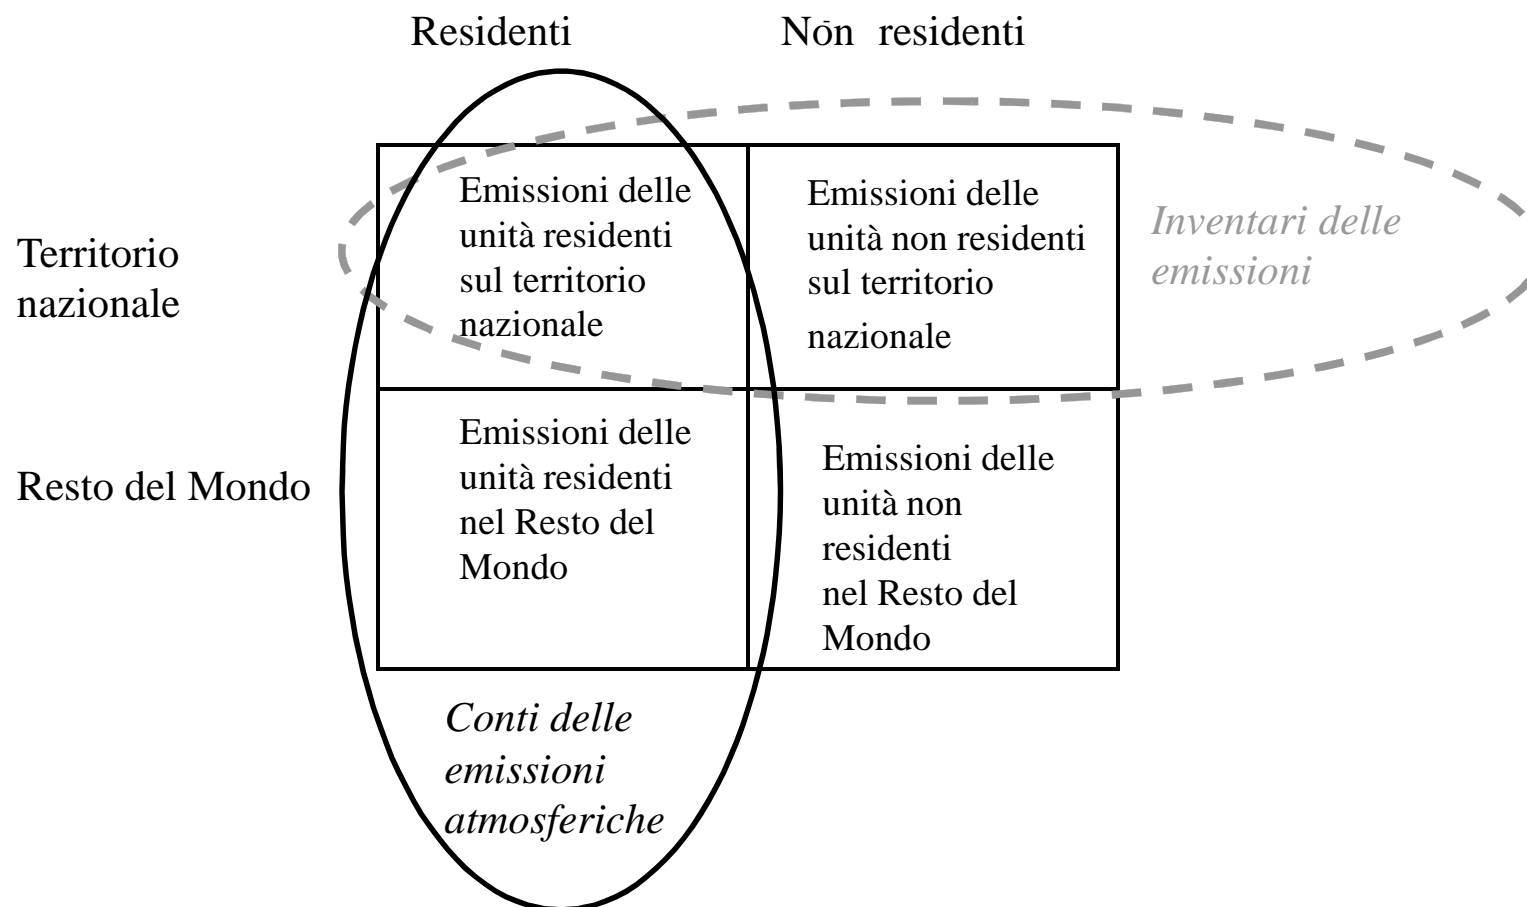 Residenti
Non residenti
Territorio
nazionale
Emissioni delle
unità residenti
sul territorio
nazionale
Emissioni delle
unità non residenti
sul territorio
nazionale
Inventari delle
emissioni
Resto del Mondo
Emissioni delle
unità residenti
nel Resto del
Mondo
Emissioni delle
unità non
residenti
nel Resto del
Mondo
Conti delle
emissioni
atmosferiche